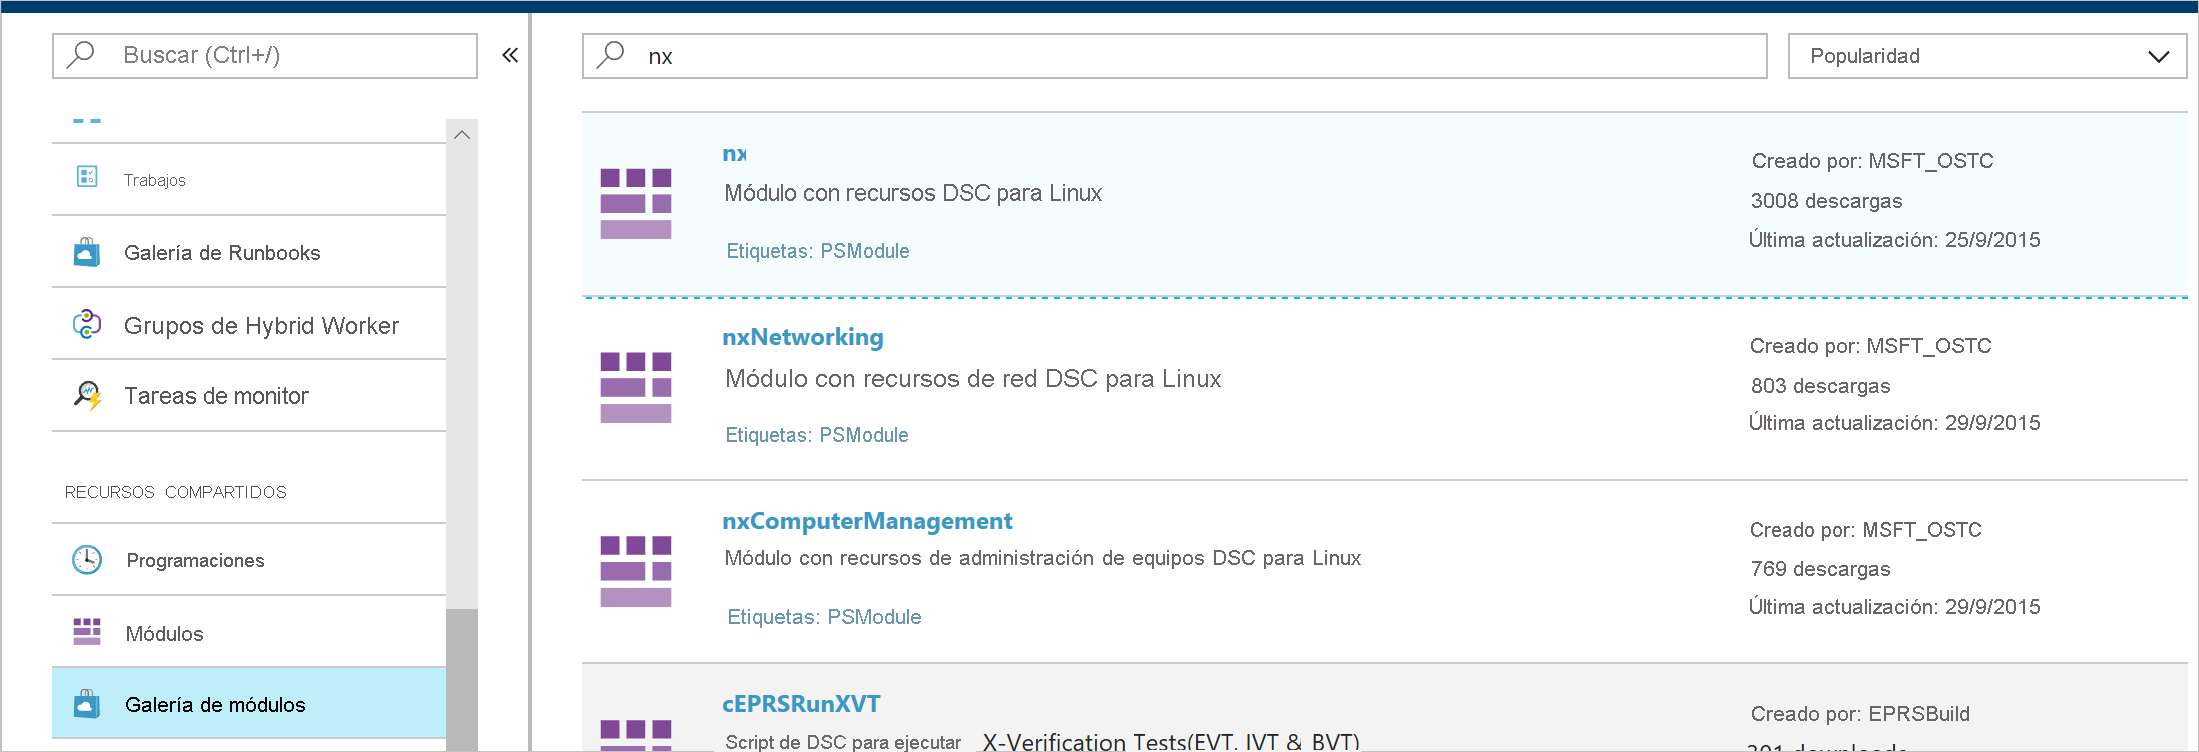 Buscar (Ctrl+/)
Trabajos
Galería de Runbooks
Grupos de Hybrid Worker
Tareas de monitor
RECURSOS COMPARTIDOS
Programaciones
Módulos
Galería de módulos
nx
Popularidad
nx
Módulo con recursos DSC para Linux
Etiquetas: PSModule
Creado por: MSFT_OSTC
3008 descargas
Última actualización: 25/9/2015
nxNetworking
Módulo con recursos de red DSC para Linux
Etiquetas: PSModule
Creado por: MSFT_OSTC
803 descargas
Última actualización: 29/9/2015
nxComputerManagement
Módulo con recursos de administración de equipos DSC para Linux
Etiquetas: PSModule
Creado por: MSFT_OSTC
769 descargas
Última actualización: 29/9/2015
cEPRSRunXVT
Script de DSC para ejecutar X-Verification Tests(EVT, IVT & BVT)
Creado por: EPRSBuild
301 downloads